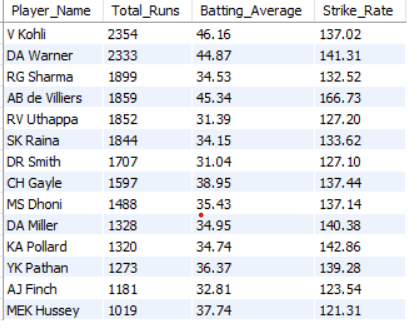 Player_Name Total_Runs Batting_Average Strike_Rate
V Kohli 2354 46.16 137.02
DA Warner 2333 44.87 141.31
RG Sharma 1899 34.53 132.52
AB de Villiers 1859 45.34 166.73
RV Uthappa 1852 31.39 127.20
SK Raina 1844 34.15 133.62
DR Smith 1707 31.04 127.10
CH Gayle 1597 38.95 137.44
MS Dhoni 1488 35.43 137.14
DA Miller 1328 34.95 140.38
KA Pollard 1320 34.74 142.86
YK Pathan 1273 36.37 139.28
AJ Finch 1181 32.81 123.54
MEK Hussey 1019 37.74 121.31